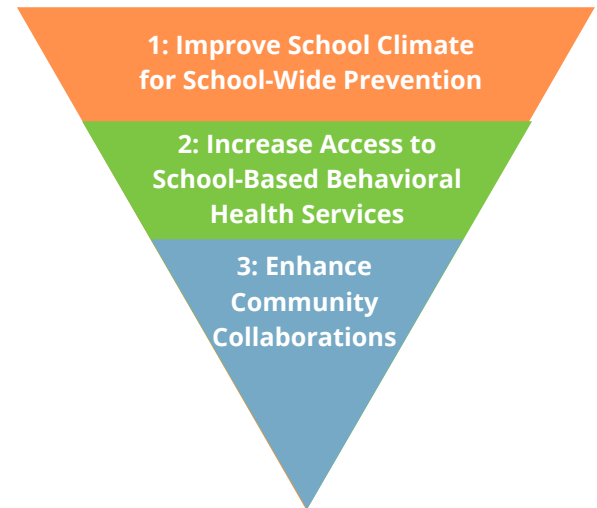 1: Improve School Climate
for School-Wide Prevention
2: Increase Access to
School-Based Behavioral
Health Services
3: Enhance
Community
Collaborations